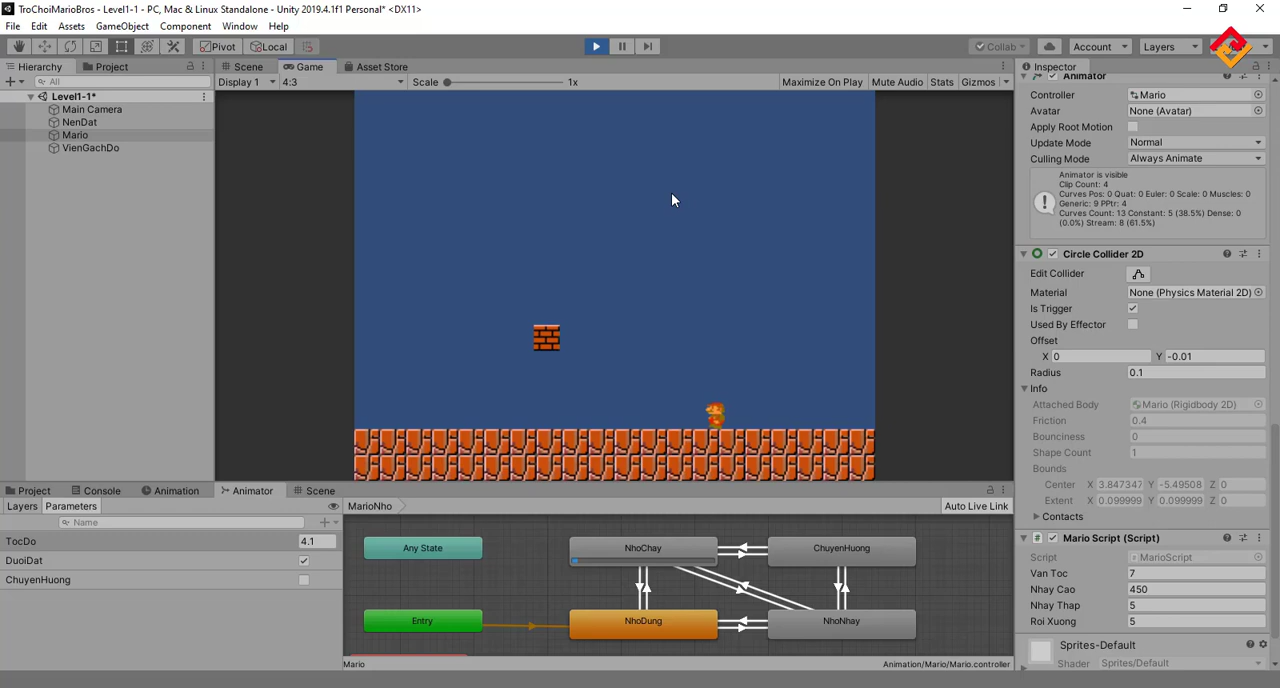 TroChoiMarioBros - Level1-1 - PC, Mac & Linux Standalone - Unity 2019.4.1f1 Personal* <DX11>
File Edit Assets GameObject Component Window Help
Pivot Local Collab Account Layers
Hierarchy Project Scene Game Asset Store Inspector
All Display 1 4:3 Scale 1x Maximize On Play Mute Audio Stats Gizmos
Level1-1*
Main Camera
NenDat
Mario
VienGachDo
Animator
Controller Mario
Avatar None (Avatar)
Apply Root Motion
Update Mode Normal
Culling Mode Always Animate
Animator is visible
Clip Count: 4
Curves Pos: 0 Quat: 0 Euler: 0 Scale: 0 Muscles: 0
Generic: 9 PPtr: 4
Curves Count: 13 Constant: 5 (38.5%) Dense: 0
(0.0%) Stream: 8 (61.5%)
Circle Collider 2D
Edit Collider
Material None (Physics Material 2D)
Is Trigger
Used By Effector
Offset
X 0 Y -0.01
Radius 0.1
Info
Attached Body Mario (Rigidbody 2D)
Friction 0.4
Bounciness 0
Shape Count 1
Bounds
Center X 3.847347 Y -5.49508 Z 0
Extent X 0.099999 Y 0.099999 Z 0
Contacts
Mario Script (Script)
Script MarioScript
Van Toc 7
Nhay Cao 450
Nhay Thap 5
Roi Xuong 5
Sprites-Default
Shader Sprites/Default
Project Console Animation Animator Scene
Layers Parameters MarioNho Auto Live Link
Name
TocDo 4.1
DuoiDat
ChuyenHuong
Any State NhoChay ChuyenHuong
Entry NhoDung NhoNhay
Mario Animation/Mario/Mario.controller